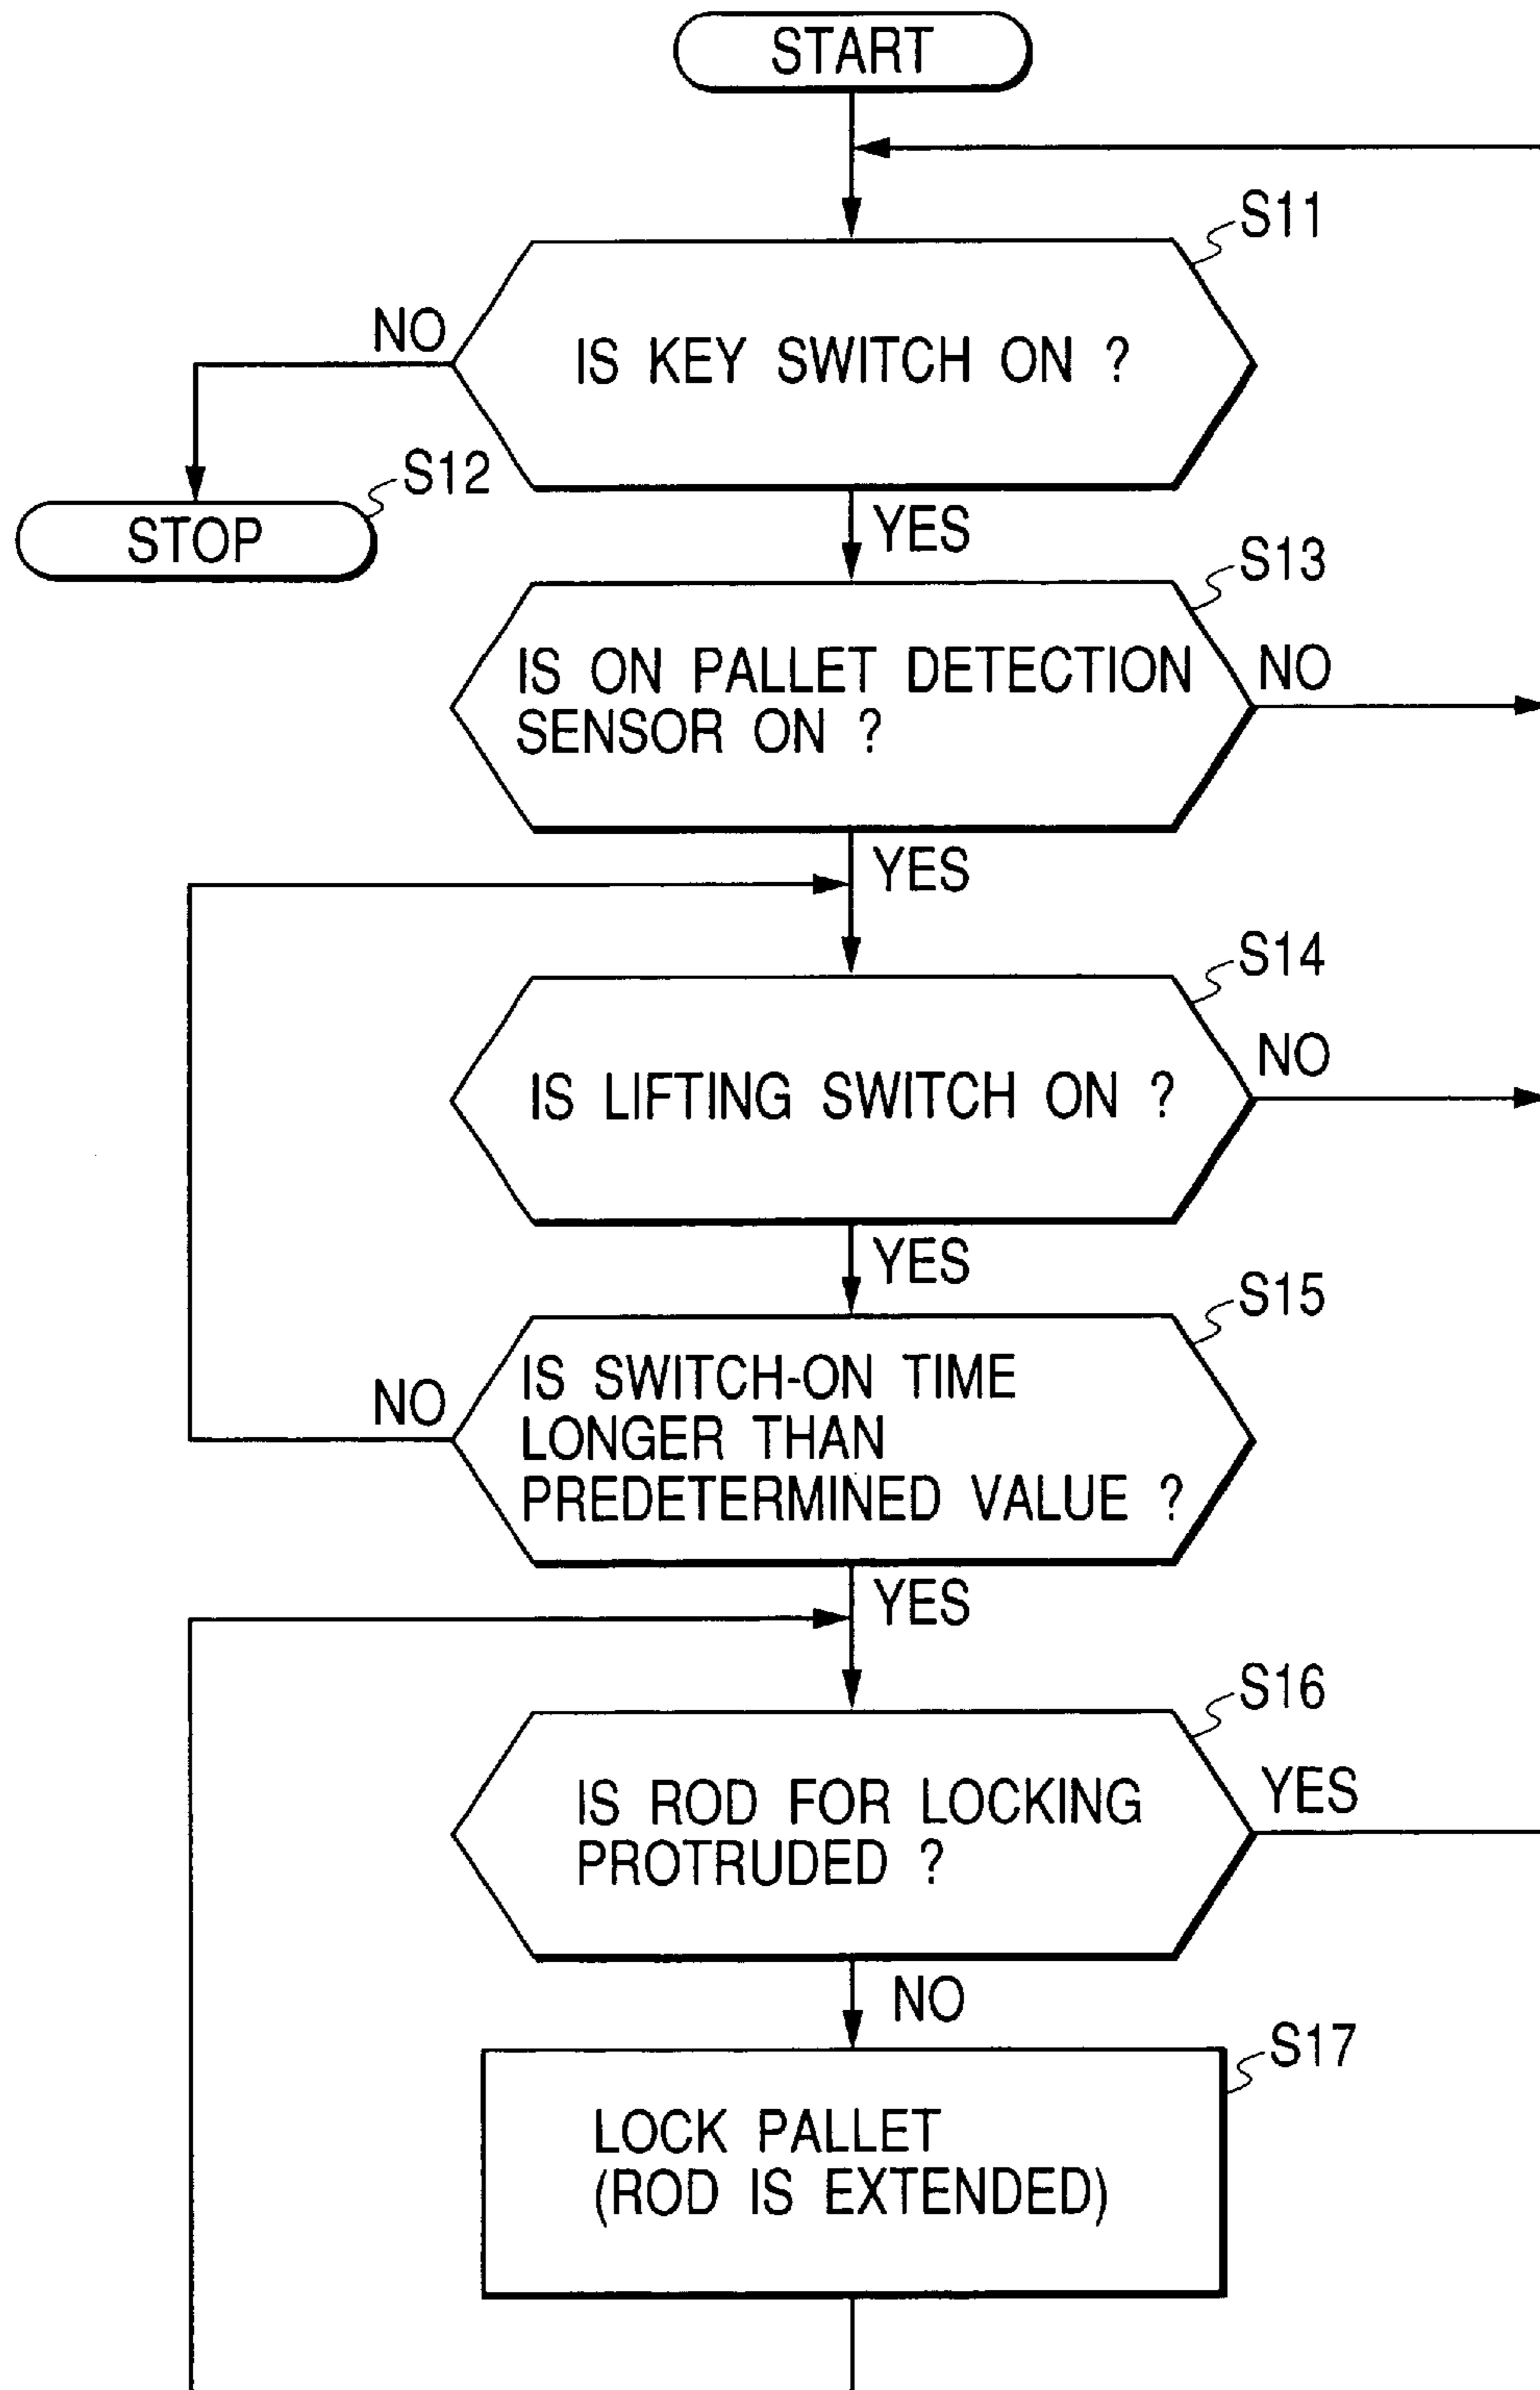 START
S11
NO
IS KEY SWITCH ON ?
S12
STOP
YES
S13
IS ON PALLET DETECTION
SENSOR ON ?
NO
YES
S14
IS LIFTING SWITCH ON ?
NO
YES
S15
IS SWITCH-ON TIME
LONGER THAN
PREDETERMINED VALUE ?
NO
YES
S16
IS ROD FOR LOCKING
PROTRUDED ?
YES
NO
S17
LOCK PALLET
(ROD IS EXTENDED)